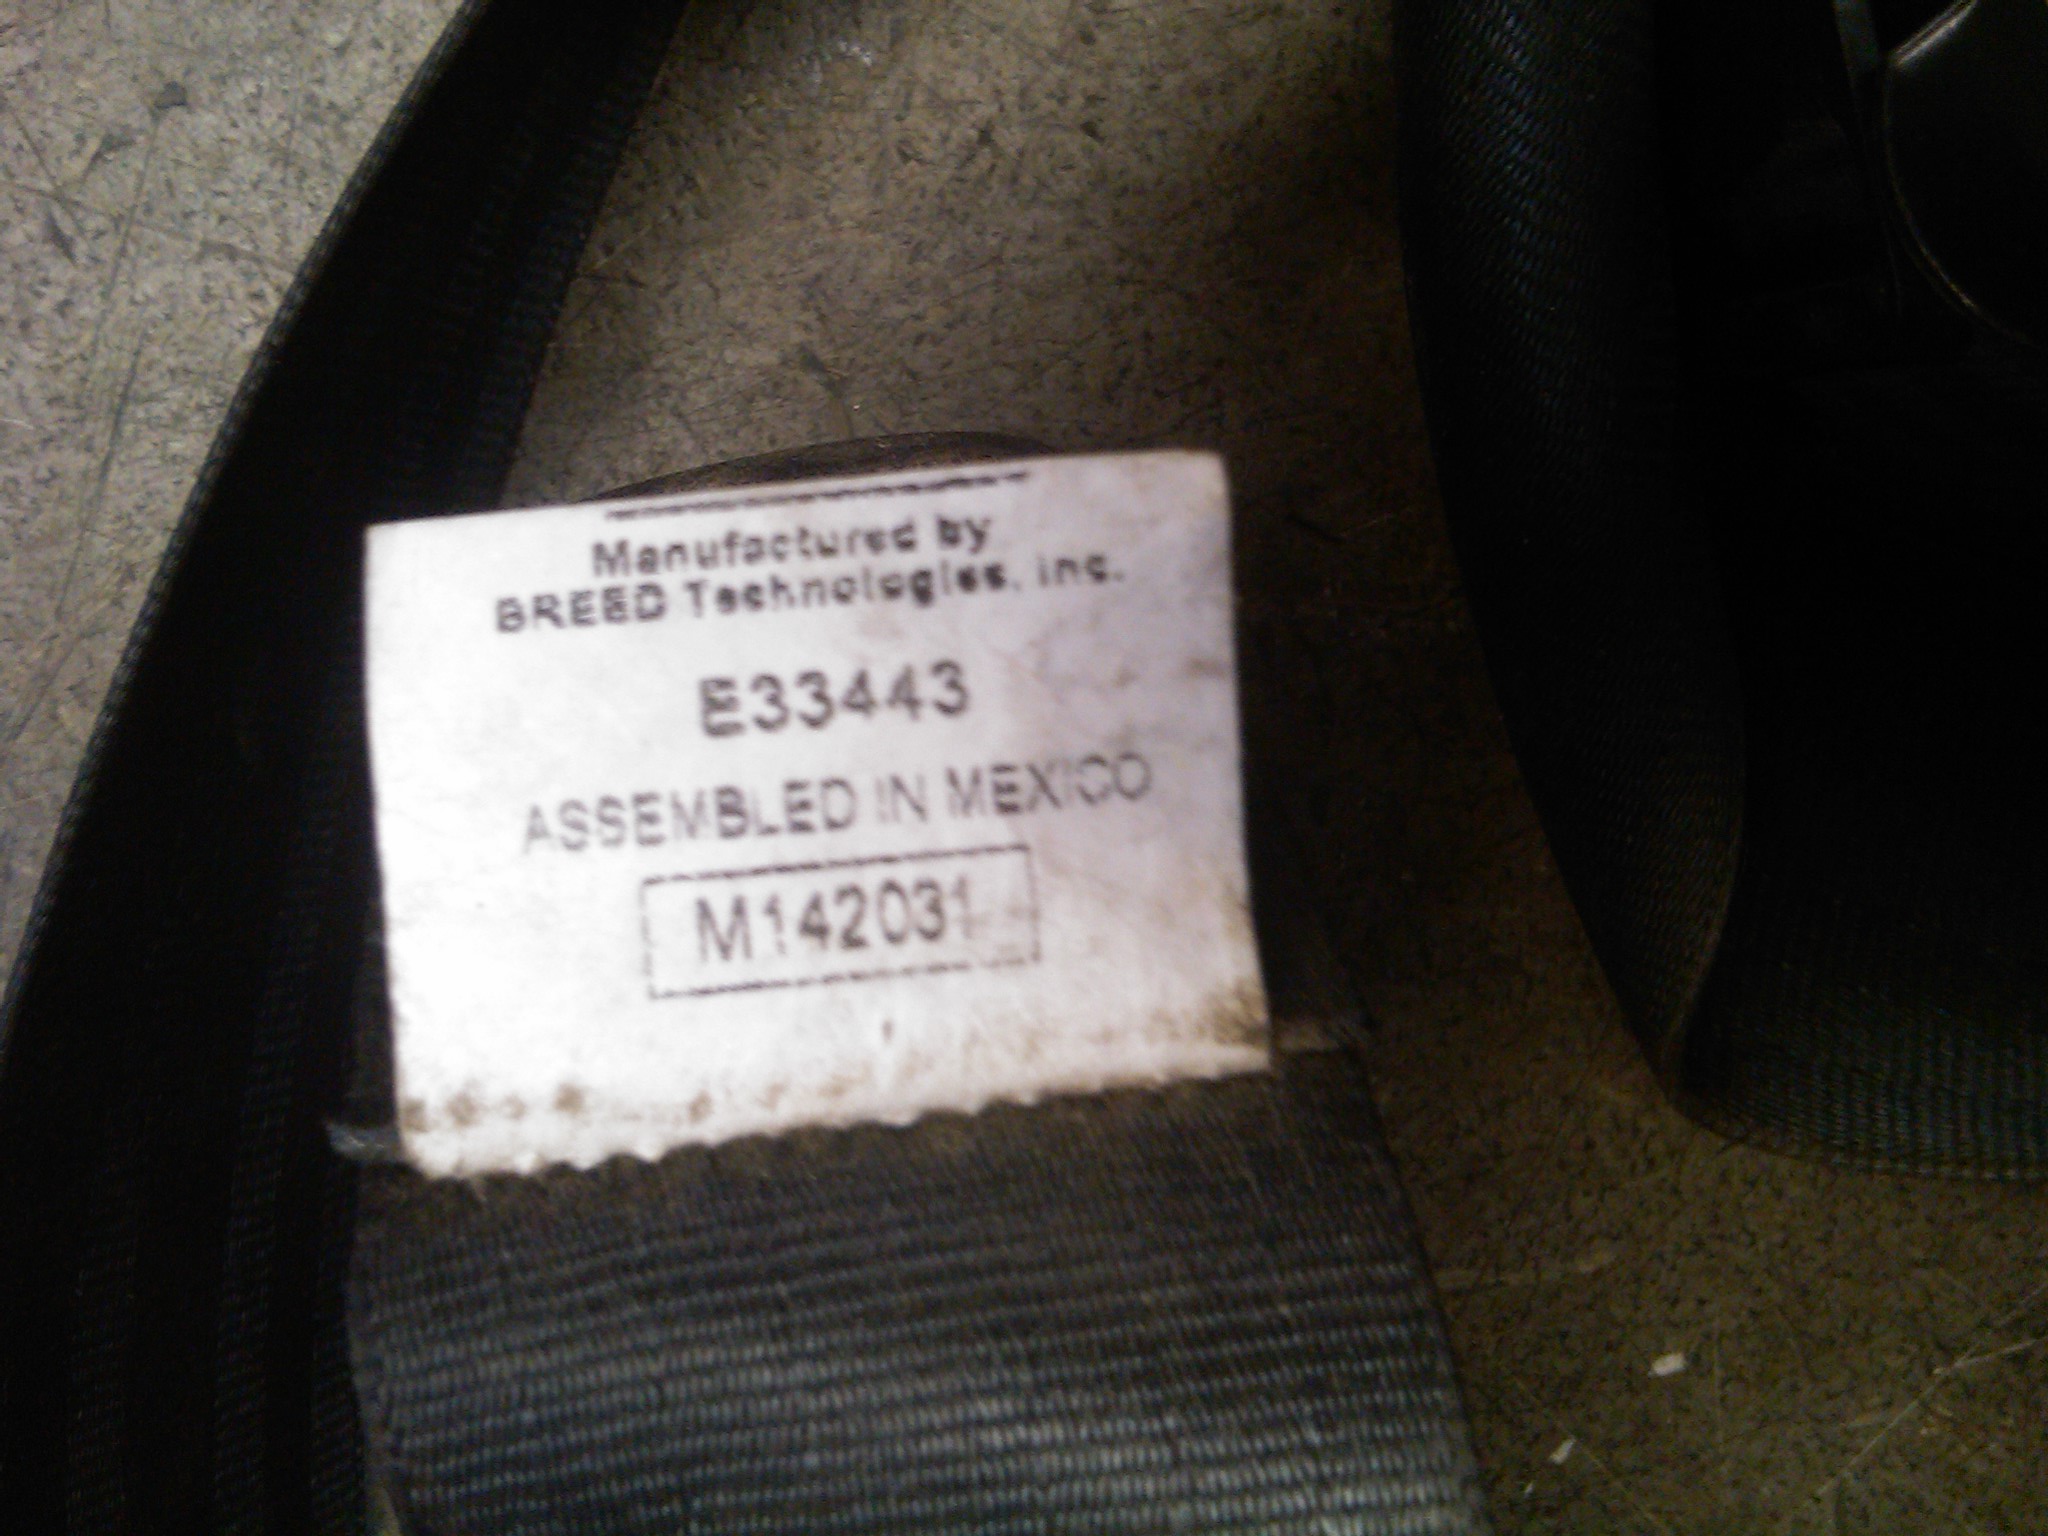 Manufactured by
BREED Technologies, Inc.
E33443
ASSEMBLED IN MEXICO
M142031